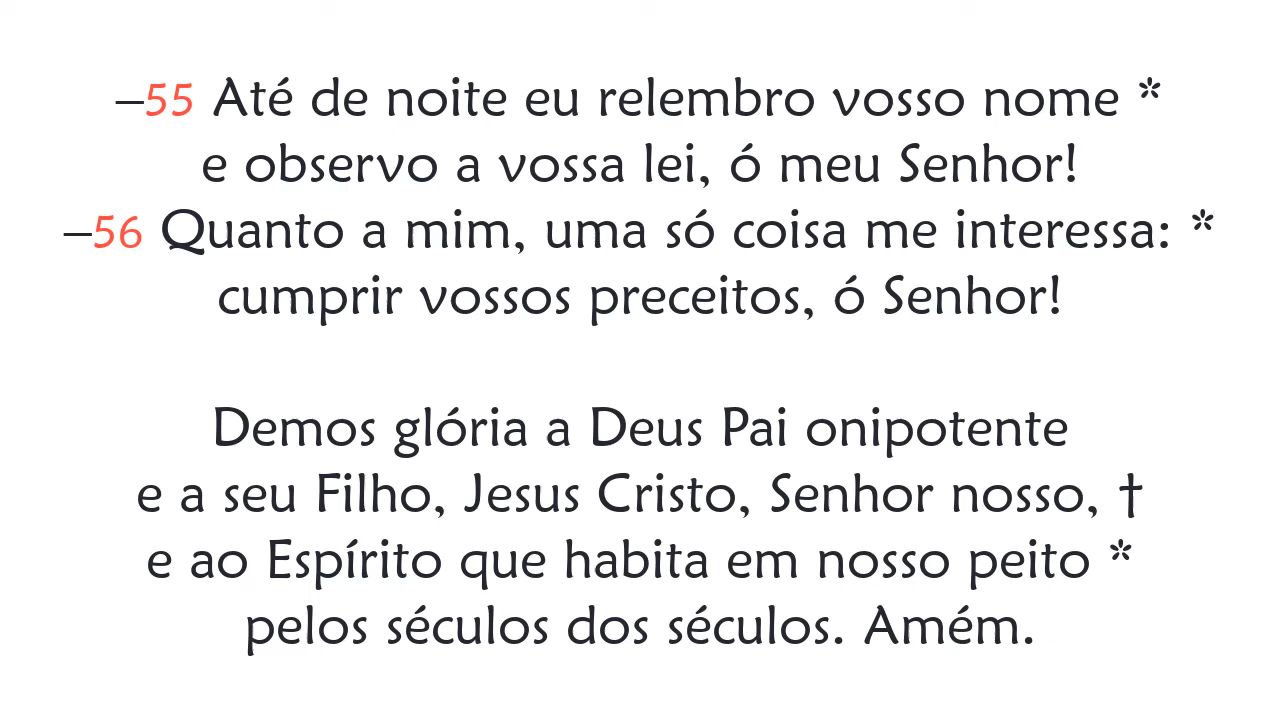 –55 Até de noite eu relembro vosso nome *
e observo a vossa lei, ó meu Senhor!
–56 Quanto a mim, uma só coisa me interessa: *
cumprir vossos preceitos, ó Senhor!
Demos glória a Deus Pai onipotente
e a seu Filho, Jesus Cristo, Senhor nosso, †
e ao Espírito que habita em nosso peito *
pelos séculos dos séculos. Amém.